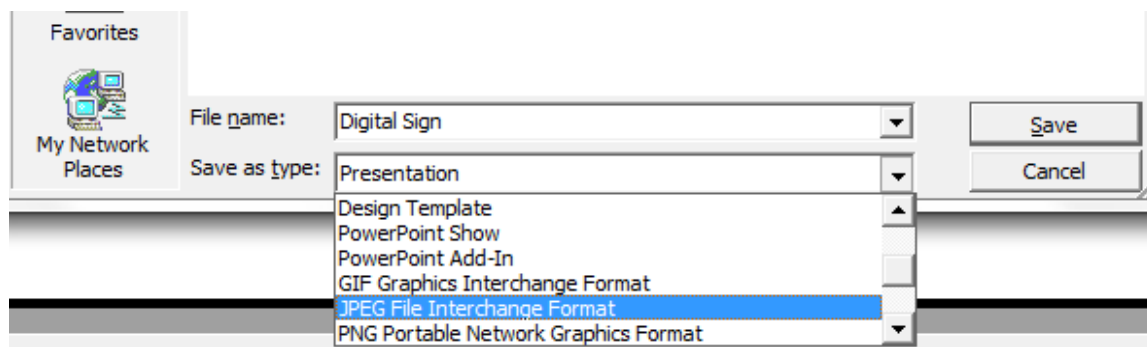 Favorites
My Network
Places
File name:
Digital Sign
Save
Save as type:
Presentation
Cancel
Design Template
PowerPoint Show
PowerPoint Add-In
GIF Graphics Interchange Format
JPEG File Interchange Format
PNG Portable Network Graphics Format